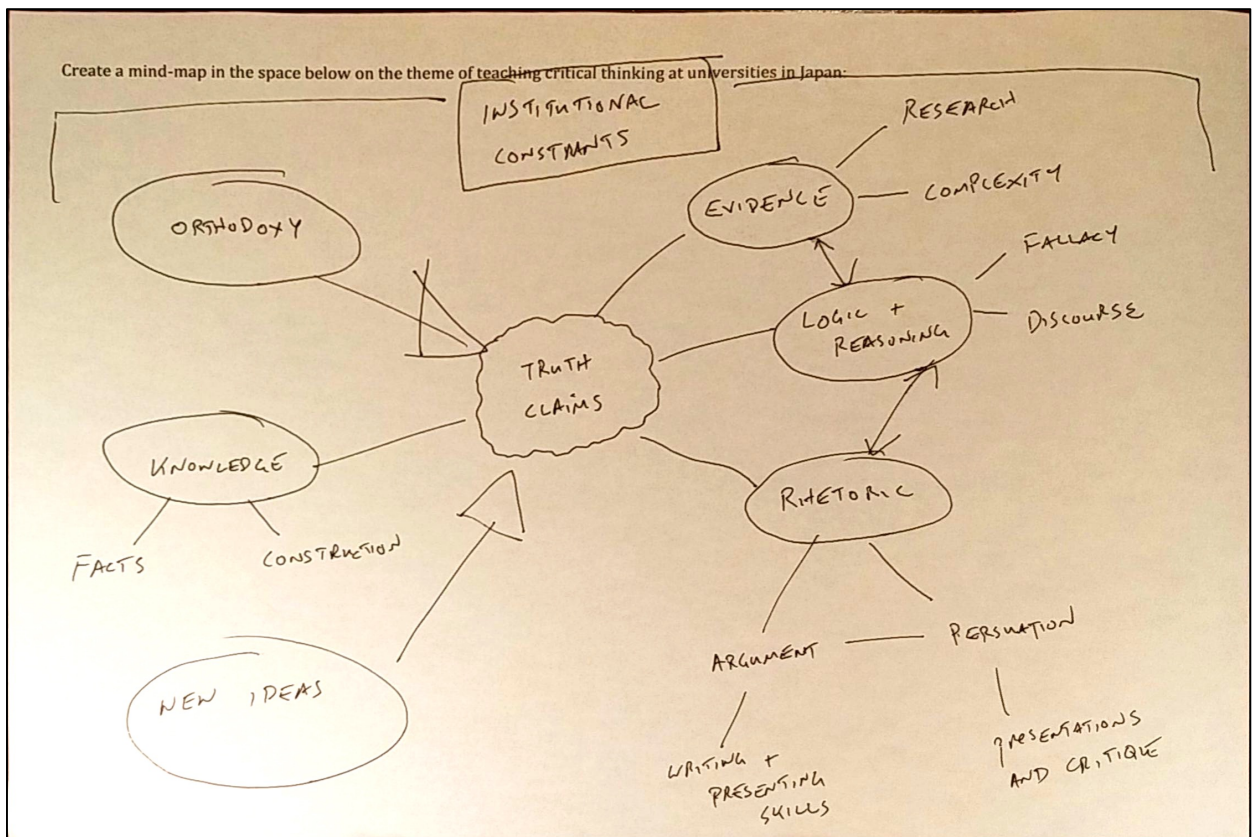 Create a mind-map in the space below on the theme of teaching critical thinking at universities in Japan:
INSTITUTIONAL
CONSTRANTS
ORTHODOXY
EVIDENCE
RESEARCH
COMPLEXITY
LOGIC +
REASONING
FALLACY
DISCOURSE
TRUTH
CLAIMS
KNOWLEDGE
FACTS
CONSTRUCTION
RHETORIC
NEW IDEAS
ARGUMENT
PERSUATION
WRITING +
PRESENTING
SKILLS
PRESENTATIONS
AND CRITIQUE